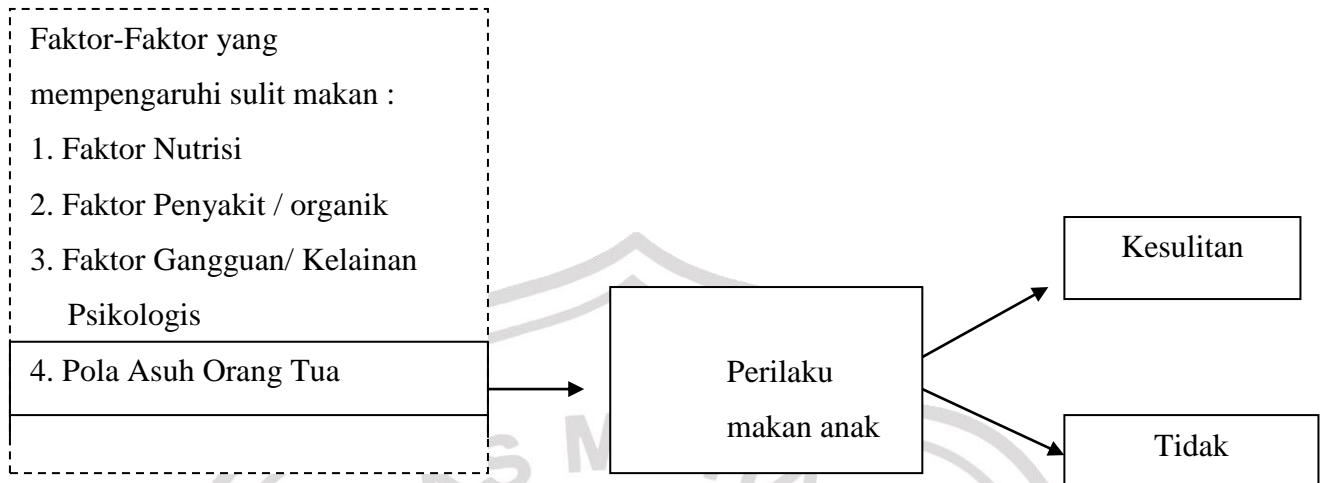 Faktor-Faktor yang
mempengaruhi sulit makan :
1. Faktor Nutrisi
2. Faktor Penyakit / organik
3. Faktor Gangguan/ Kelainan
Psikologis
4. Pola Asuh Orang Tua
Perilaku
makan anak
Kesulitan
Tidak